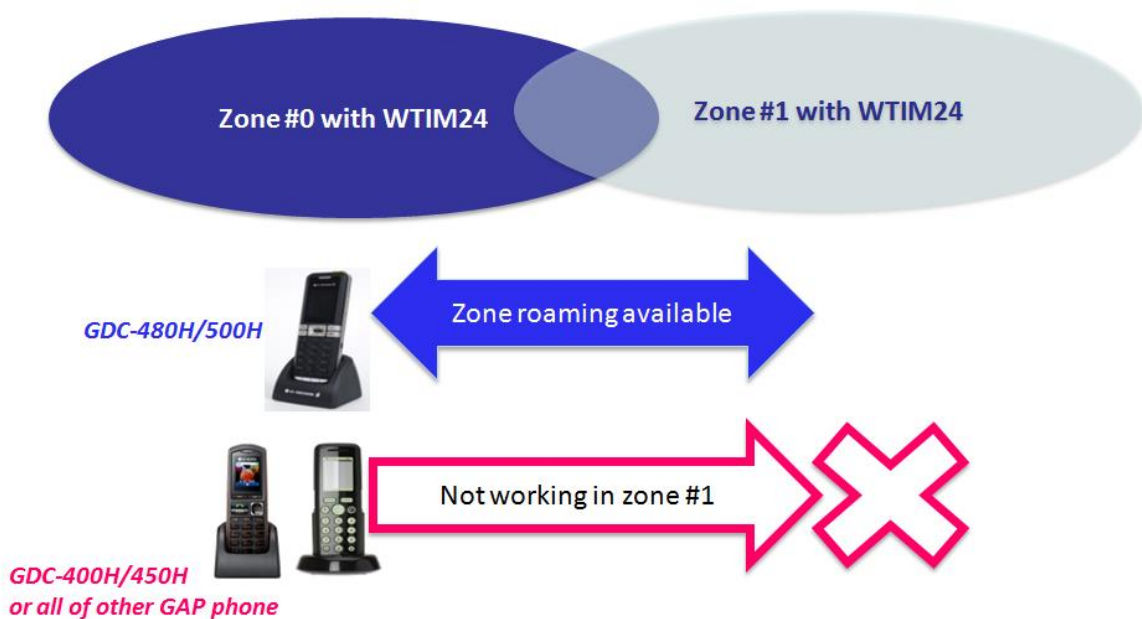 Zone #0 with WTIM24
Zone #1 with WTIM24
GDC-480H/500H
Zone roaming available
Not working in zone #1
GDC-400H/450H
or all of other GAP phone